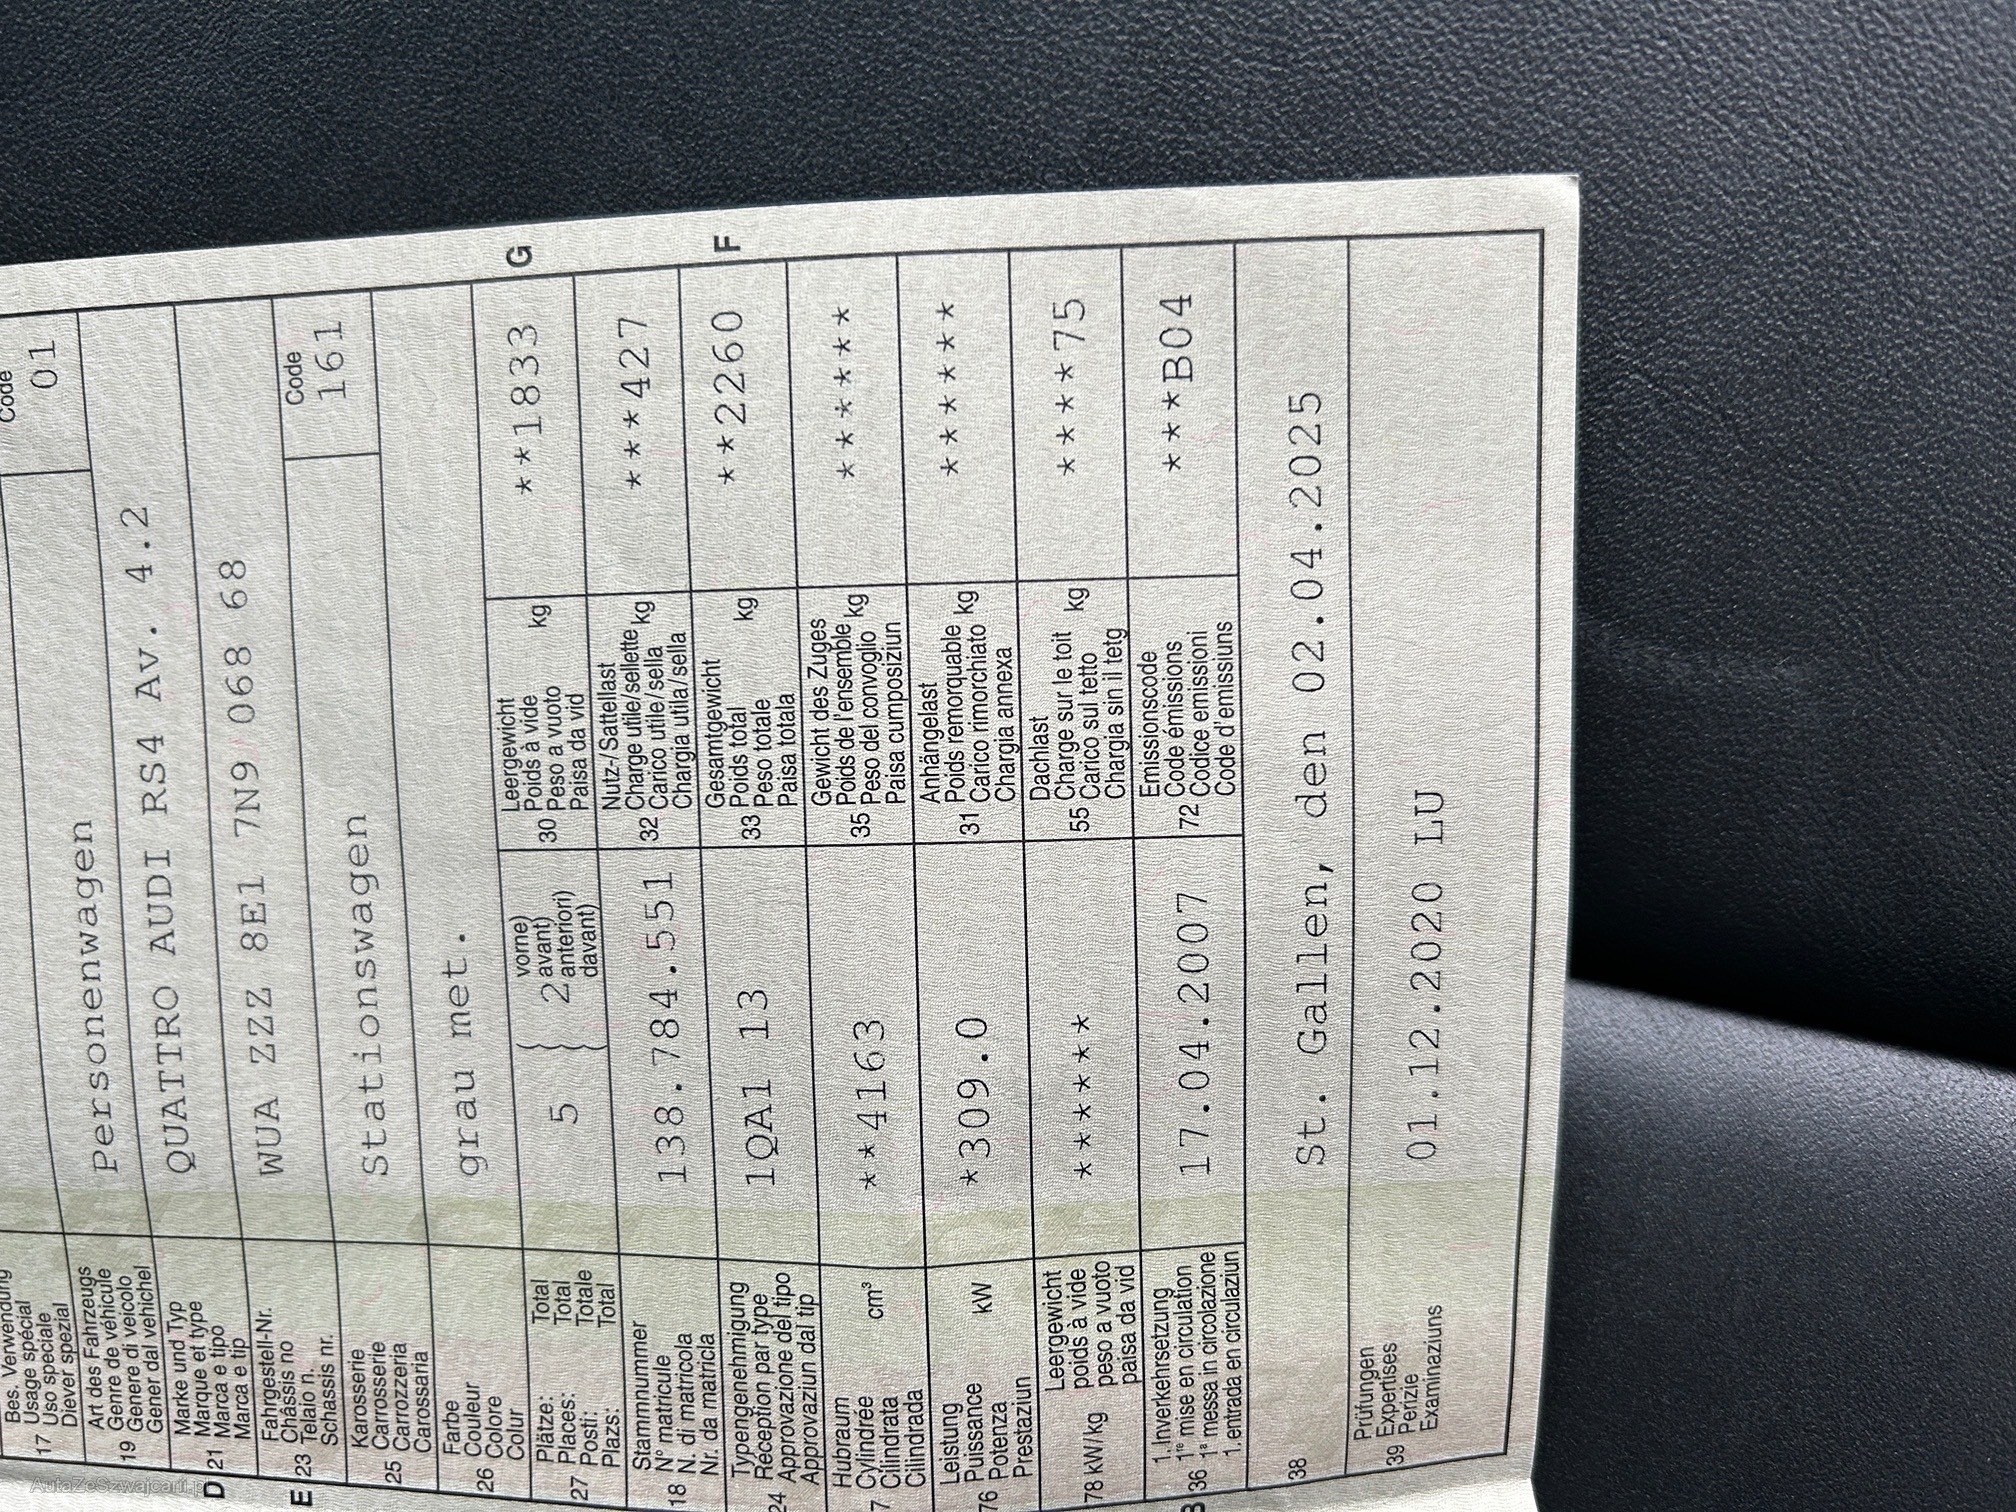 Bes. Verwendung
Usage spécial
17 Uso speciale
Diever spezial
Code
01
Art des Fahrzeugs
Genre de véhicule
19 Genere di veicolo
Gener dal vehichel
Personenwagen
Marke und Typ
Marque et type
D 21 Marca e tipo
Marca e tip
QUATTRO AUDI RS4 Av. 4.2
Fahrgestell-Nr.
Châssis no
E 23 Telaio n.
Schassis nr.
WUA ZZZ 8E1 7N9 068 68
Karosserie
Carrosserie
25 Carrozzeria
Carossaria
Stationswagen
Code
161
Farbe
Couleur
26 Colore
Color
grau met.
Plätze: Total
Places: Total
27 Posti: Totale
Plazs: Total
5
2
vorne)
avant)
anteriori)
davant)
Leergewicht
Poids à vide
30 Peso a vuoto kg
Paisa da vid
**1833
G
Stammnummer
N° matricule
18 N. di matricola
Nr. da matricla
138.784.551
Nutz-/Sattellast
Charge utile/sellette
32 Carico utile/sella kg
Chargia utila/sella
***427
Typengenehmigung
Réception par type
24 Approvazione del tipo
Approvaziun dal tip
1QA1 13
Gesamtgewicht
Poids total
33 Peso totale kg
Paisa totala
**2260
F
Hubraum
7 Cylindrée cm³
Cilindrata
Cilindrada
**4163
Gewicht des Zuges
Poids de l'ensemble
35 Peso del convoglio kg
Paisa cumposiziun
******
Leistung
Puissance kW
76 Potenza
Prestaziun
*309.0
Anhängelast
Poids remorquable
31 Carico rimorchiato kg
Chargia annexa
******
Leergewicht
poids à vide
78 kW/kg peso a vuoto
paisa da vid
******
Dachlast
55 Charge sur le toit kg
Carico sul tetto
Chargia sin il tetg
****75
1. Inverkehrsetzung
1re mise en circulation
B 36 1a messa in circolazione
1. entrada en circulaziun
17.04.2007
Emissionscode
Code émissions
72 Codice emissioni
Code d'emissiuns
***B04
38
St. Gallen, den 02.04.2025
Prüfungen
39 Expertises
Perizie
Examinaziuns
01.12.2020 LU
AutaZeSzwajcarii.pl